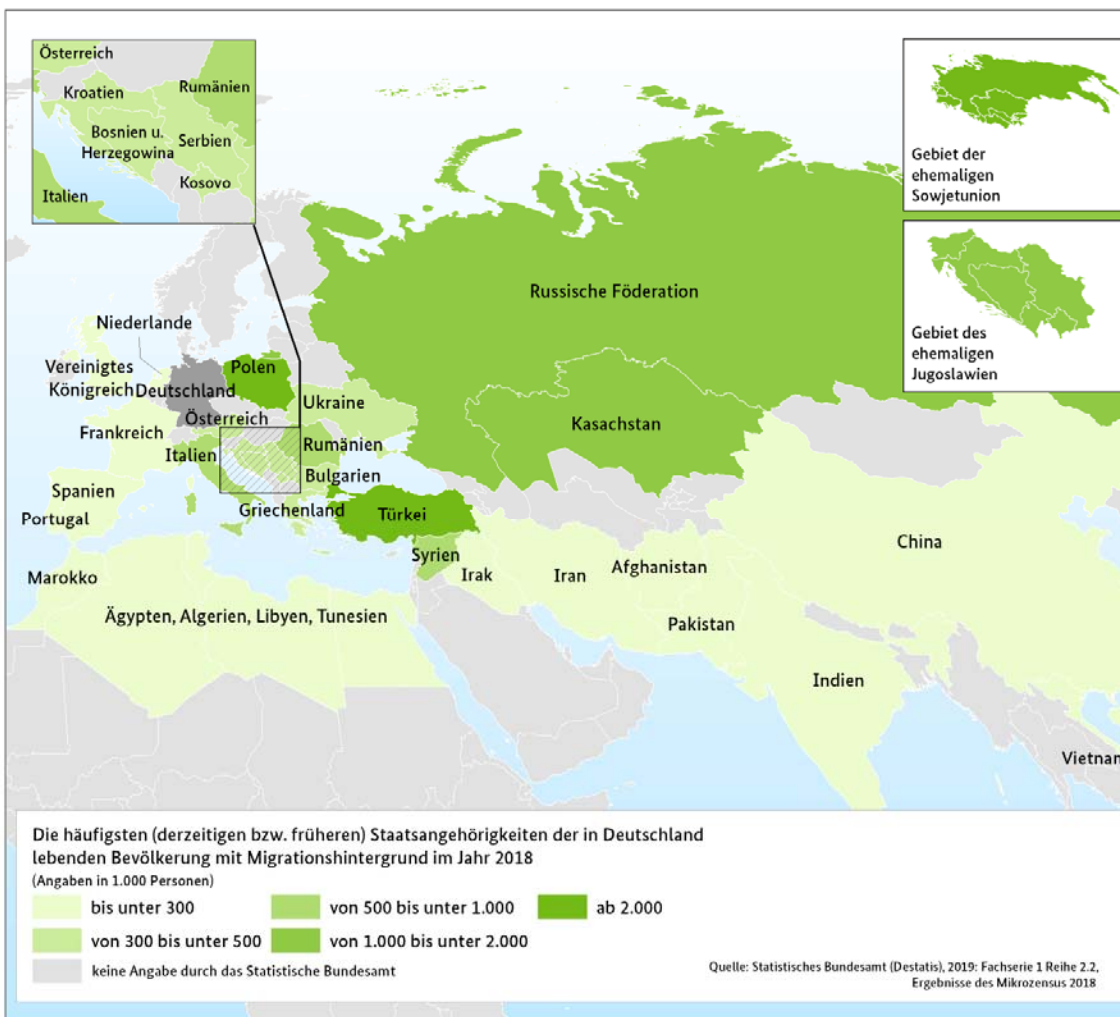 Österreich
Kroatien
Rumänien
Bosnien u.
Herzegowina
Serbien
Kosovo
Italien
Gebiet der
ehemaligen
Sowjetunion
Gebiet des
ehemaligen
Jugoslawien
Russische Föderation
Niederlande
Vereinigtes
Königreich
Deutschland
Polen
Ukraine
Österreich
Frankreich
Kasachstan
Italien
Rumänien
Bulgarien
Spanien
Griechenland
Portugal
Türkei
China
Syrien
Marokko
Irak
Iran
Afghanistan
Ägypten, Algerien, Libyen, Tunesien
Pakistan
Indien
Vietnam
Die häufigsten (derzeitigen bzw. früheren) Staatsangehörigkeiten der in Deutschland
lebenden Bevölkerung mit Migrationshintergrund im Jahr 2018
(Angaben in 1.000 Personen)
bis unter 300
von 500 bis unter 1.000
ab 2.000
von 300 bis unter 500
von 1.000 bis unter 2.000
keine Angabe durch das Statistische Bundesamt
Quelle: Statistisches Bundesamt (Destatis), 2019: Fachserie 1 Reihe 2.2,
Ergebnisse des Mikrozensus 2018